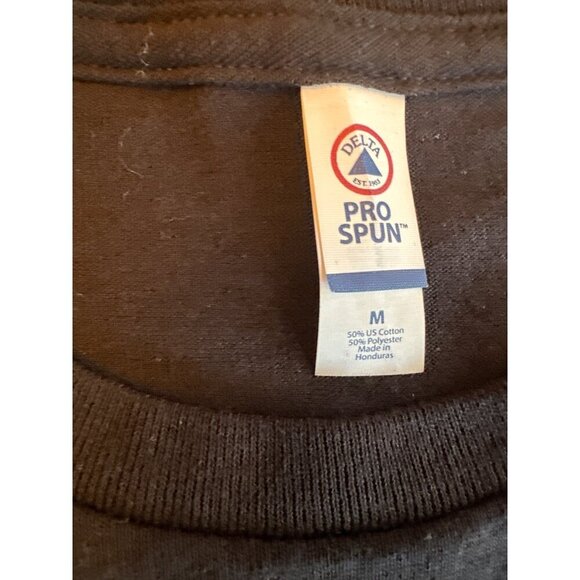 DELTA
EST. 1903
PRO
SPUN™
M
50% US Cotton
50% Polyester
Made in
Honduras